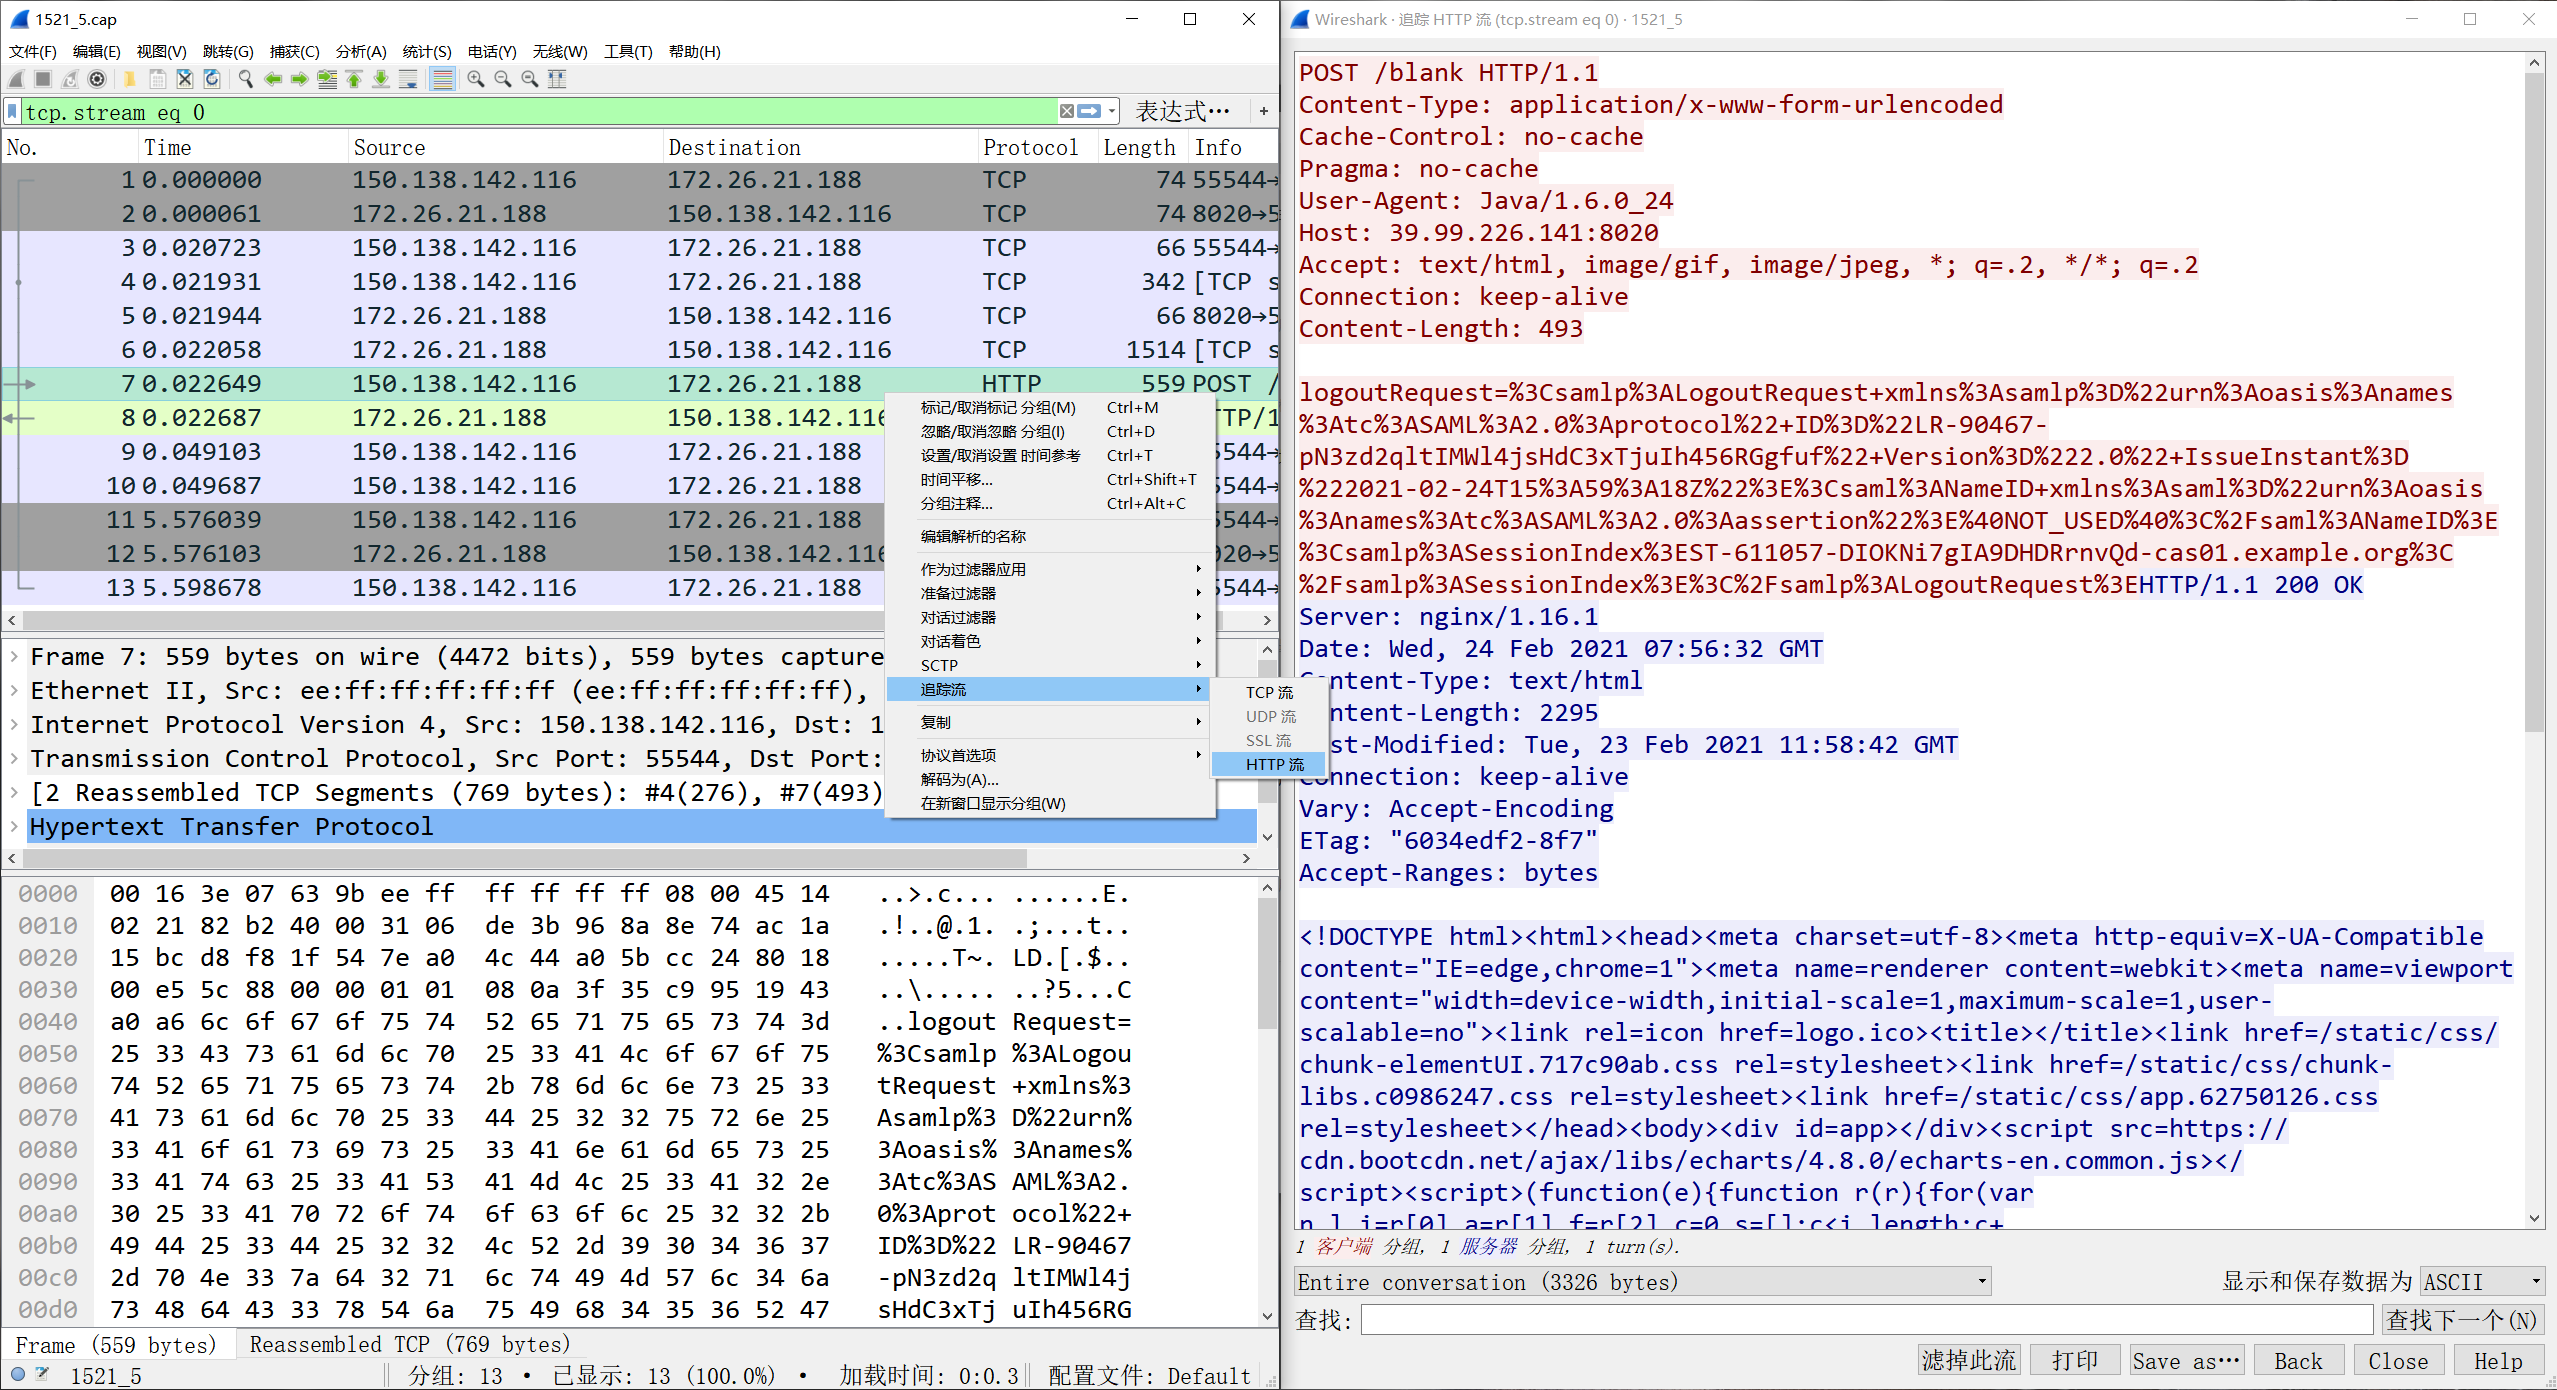 1521_5.cap
文件(F) 编辑(E) 视图(V) 跳转(G) 捕获(C) 分析(A) 统计(S) 电话(Y) 无线(W) 工具(T) 帮助(H)
tcp.stream eq 0
表达式… +
No. Time Source Destination Protocol Length Info
1 0.000000 150.138.142.116 172.26.21.188 TCP 74 55544→
2 0.000061 172.26.21.188 150.138.142.116 TCP 74 8020→5
3 0.020723 150.138.142.116 172.26.21.188 TCP 66 55544→
4 0.021931 150.138.142.116 172.26.21.188 TCP 342 [TCP s
5 0.021944 172.26.21.188 150.138.142.116 TCP 66 8020→5
6 0.022058 172.26.21.188 150.138.142.116 TCP 1514 [TCP s
7 0.022649 150.138.142.116 172.26.21.188 HTTP 559 POST /
8 0.022687 172.26.21.188 150.138.142.116 TTP/1
9 0.049103 150.138.142.116 172.26.21.188 5544→
10 0.049687 150.138.142.116 172.26.21.188 5544→
11 5.576039 150.138.142.116 172.26.21.188 5544→
12 5.576103 172.26.21.188 150.138.142.116 020→5
13 5.598678 150.138.142.116 172.26.21.188 5544→
标记/取消标记 分组(M) Ctrl+M
忽略/取消忽略 分组(I) Ctrl+D
设置/取消设置 时间参考 Ctrl+T
时间平移... Ctrl+Shift+T
分组注释... Ctrl+Alt+C
编辑解析的名称
作为过滤器应用
准备过滤器
对话过滤器
对话着色
SCTP
追踪流
复制
协议首选项
解码为(A)...
在新窗口显示分组(W)
TCP 流
UDP 流
SSL 流
HTTP 流
Frame 7: 559 bytes on wire (4472 bits), 559 bytes capture
Ethernet II, Src: ee:ff:ff:ff:ff:ff (ee:ff:ff:ff:ff:ff),
Internet Protocol Version 4, Src: 150.138.142.116, Dst: 1
Transmission Control Protocol, Src Port: 55544, Dst Port:
[2 Reassembled TCP Segments (769 bytes): #4(276), #7(493)
Hypertext Transfer Protocol
0000 00 16 3e 07 63 9b ee ff ff ff ff ff 08 00 45 14 ..>.c... ......E.
0010 02 21 82 b2 40 00 31 06 de 3b 96 8a 8e 74 ac 1a .!..@.1. .;...t..
0020 15 bc d8 f8 1f 54 7e a0 4c 44 a0 5b cc 24 80 18 .....T~. LD.[.$..
0030 00 e5 5c 88 00 00 01 01 08 0a 3f 35 c9 95 19 43 ..\..... ..?5...C
0040 a0 a6 6c 6f 67 6f 75 74 52 65 71 75 65 73 74 3d ..logout Request=
0050 25 33 43 73 61 6d 6c 70 25 33 41 4c 6f 67 6f 75 %3Csamlp %3ALogou
0060 74 52 65 71 75 65 73 74 2b 78 6d 6c 6e 73 25 33 tRequest +xmlns%3
0070 41 73 61 6d 6c 70 25 33 44 25 32 32 75 72 6e 25 Asamlp%3 D%22urn%
0080 33 41 6f 61 73 69 73 25 33 41 6e 61 6d 65 73 25 3Aoasis% 3Anames%
0090 33 41 74 63 25 33 41 53 41 4d 4c 25 33 41 32 2e 3Atc%3AS AML%3A2.
00a0 30 25 33 41 70 72 6f 74 6f 63 6f 6c 25 32 32 2b 0%3Aprot ocol%22+
00b0 49 44 25 33 44 25 32 32 4c 52 2d 39 30 34 36 37 ID%3D%22 LR-90467
00c0 2d 70 4e 33 7a 64 32 71 6c 74 49 4d 57 6c 34 6a -pN3zd2q ltIMWl4j
00d0 73 48 64 43 33 78 54 6a 75 49 68 34 35 36 52 47 sHdC3xTj uIh456RG
Frame (559 bytes) Reassembled TCP (769 bytes)
1521_5 分组: 13 · 已显示: 13 (100.0%) · 加载时间: 0:0.3 配置文件: Default
Wireshark · 追踪 HTTP 流 (tcp.stream eq 0) · 1521_5
POST /blank HTTP/1.1
Content-Type: application/x-www-form-urlencoded
Cache-Control: no-cache
Pragma: no-cache
User-Agent: Java/1.6.0_24
Host: 39.99.226.141:8020
Accept: text/html, image/gif, image/jpeg, *; q=.2, */*; q=.2
Connection: keep-alive
Content-Length: 493
logoutRequest=%3Csamlp%3ALogoutRequest+xmlns%3Asamlp%3D%22urn%3Aoasis%3Anames
%3Atc%3ASAML%3A2.0%3Aprotocol%22+ID%3D%22LR-90467-
pN3zd2qltIMWl4jsHdC3xTjuIh456RGgfuf%22+Version%3D%222.0%22+IssueInstant%3D
%222021-02-24T15%3A59%3A18Z%22%3E%3Csaml%3ANameID+xmlns%3Asaml%3D%22urn%3Aoasis
%3Anames%3Atc%3ASAML%3A2.0%3Aassertion%22%3E%40NOT_USED%40%3C%2Fsaml%3ANameID%3E
%3Csamlp%3ASessionIndex%3EST-611057-DIOKNi7gIA9DHDRrnvQd-cas01.example.org%3C
%2Fsamlp%3ASessionIndex%3E%3C%2Fsamlp%3ALogoutRequest%3EHTTP/1.1 200 OK
Server: nginx/1.16.1
Date: Wed, 24 Feb 2021 07:56:32 GMT
ontent-Type: text/html
ntent-Length: 2295
st-Modified: Tue, 23 Feb 2021 11:58:42 GMT
onnection: keep-alive
Vary: Accept-Encoding
ETag: "6034edf2-8f7"
Accept-Ranges: bytes
&lt;!DOCTYPE html><html><head><meta charset=utf-8><meta http-equiv=X-UA-Compatible
content="IE=edge,chrome=1"><meta name=renderer content=webkit><meta name=viewport
content="width=device-width,initial-scale=1,maximum-scale=1,user-
scalable=no"><link rel=icon href=logo.ico><title></title><link href=/static/css/
chunk-elementUI.717c90ab.css rel=stylesheet><link href=/static/css/chunk-
libs.c0986247.css rel=stylesheet><link href=/static/css/app.62750126.css
rel=stylesheet></head><body><div id=app></div><script src=https://
cdn.bootcdn.net/ajax/libs/echarts/4.8.0/echarts-en.common.js></
script><script>(function(e){function r(r){for(var
n,l,i=r[0],a=r[1],f=r[2],c=0,s=[];c<i.length;c+
1 客户端 分组, 1 服务器 分组, 1 turn(s).
Entire conversation (3326 bytes) 显示和保存数据为 ASCII
查找: 查找下一个(N)
滤掉此流 打印 Save as… Back Close Help